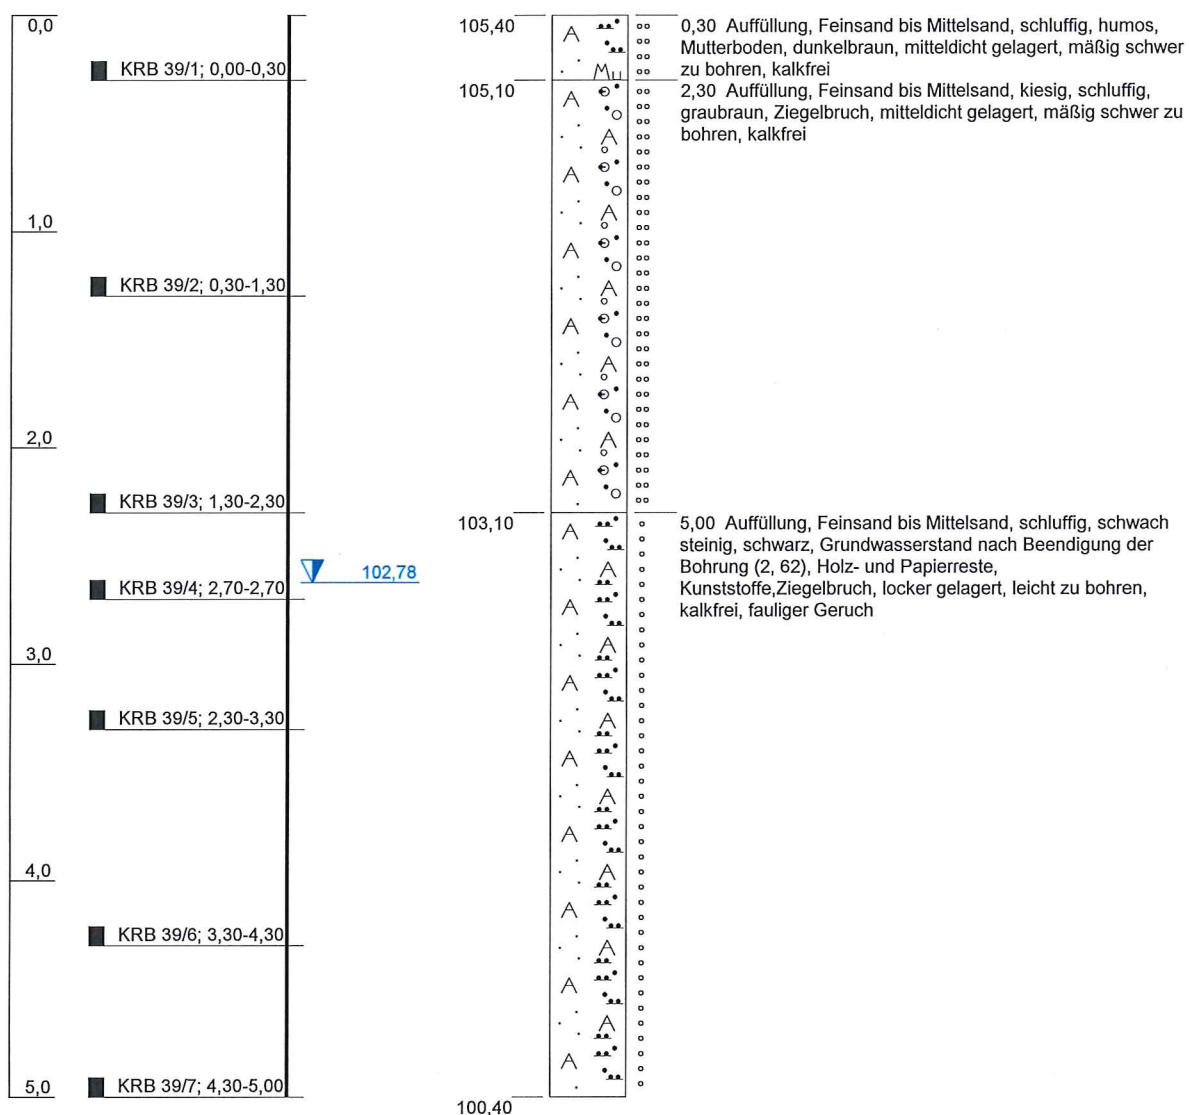 0,0
KRB 39/1; 0,00-0,30
1,0
KRB 39/2; 0,30-1,30
2,0
KRB 39/3; 1,30-2,30
KRB 39/4; 2,70-2,70
3,0
KRB 39/5; 2,30-3,30
4,0
KRB 39/6; 3,30-4,30
5,0
KRB 39/7; 4,30-5,00
102,78
105,40
Mu
105,10
103,10
100,40
0,30 Auffüllung, Feinsand bis Mittelsand, schluffig, humos,
Mutterboden, dunkelbraun, mitteldicht gelagert, mäßig schwer
zu bohren, kalkfrei
2,30 Auffüllung, Feinsand bis Mittelsand, kiesig, schluffig,
graubraun, Ziegelbruch, mitteldicht gelagert, mäßig schwer zu
bohren, kalkfrei
5,00 Auffüllung, Feinsand bis Mittelsand, schluffig, schwach
steinig, schwarz, Grundwasserstand nach Beendigung der
Bohrung (2, 62), Holz- und Papierreste,
Kunststoffe,Ziegelbruch, locker gelagert, leicht zu bohren,
kalkfrei, fauliger Geruch